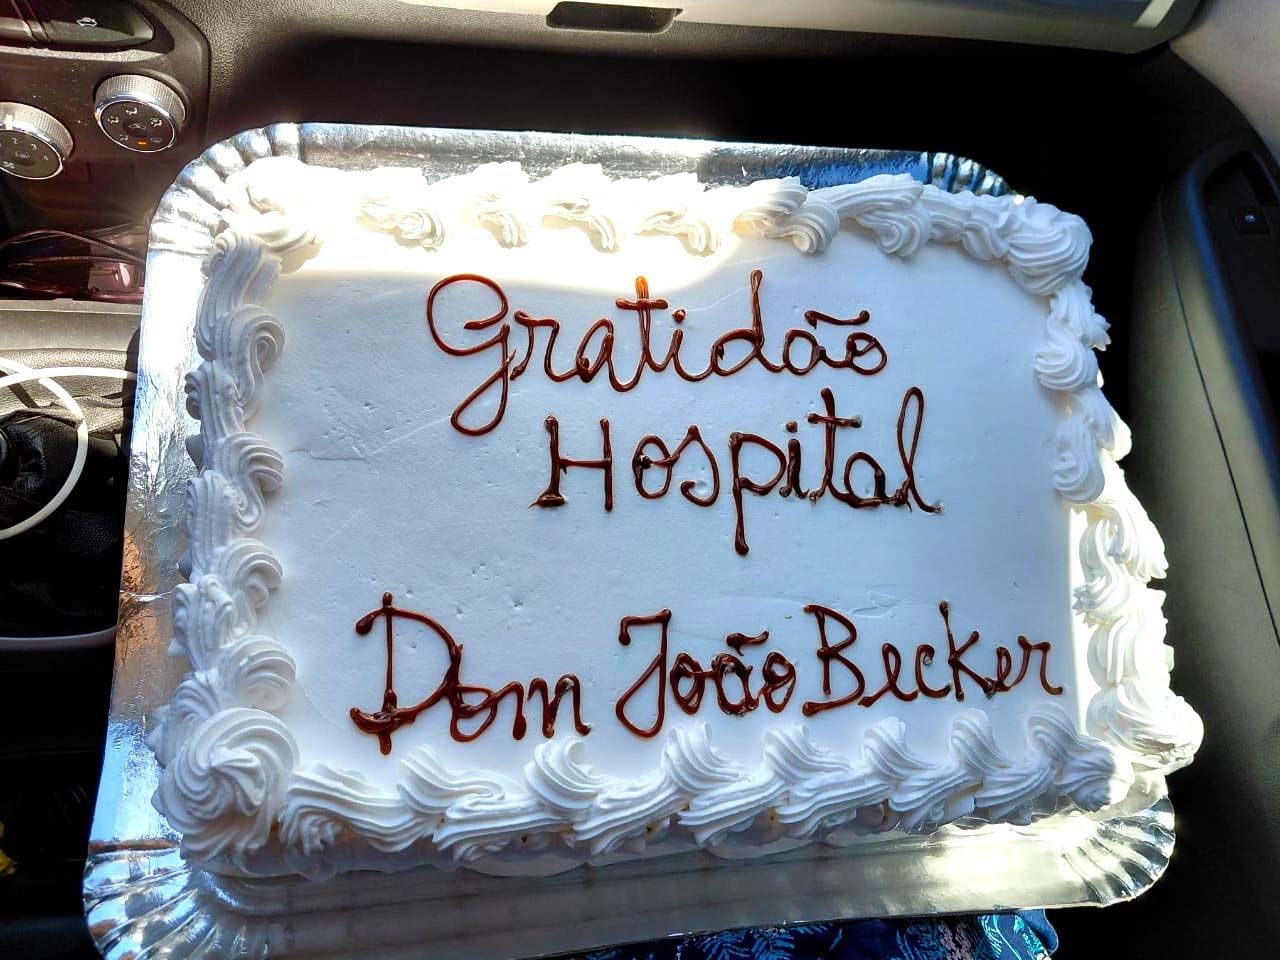 Gratidão
Hospital
Dom João Becker